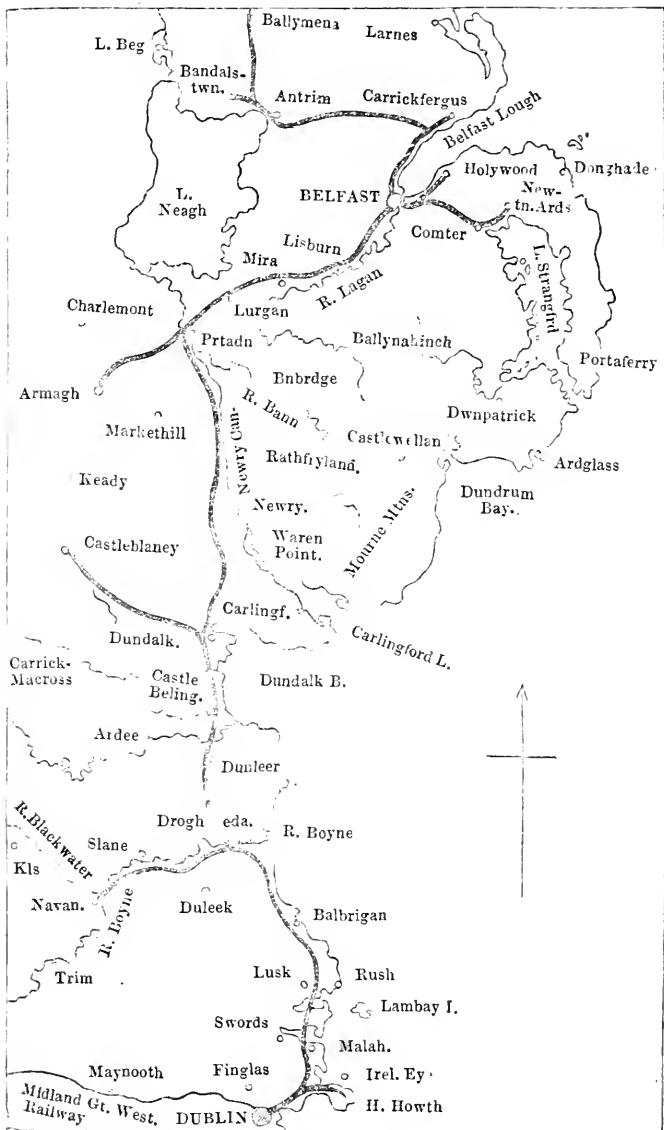 Ballymena
Larnes
L. Beg
Bandals-
twn.
Antrim
Carrickfergus
Belfast Lough
Holywood
Donghade
BELFAST
New-
tn. Ards
L.
Neagh
Comter
Lisburn
Mira
L. Strangfrd
R. Lagan
Charlemont
Lurgan
Prtadn
Ballynahinch
Portaferry
Bnbrdge
Armagh
R. Bann
Dwnpatrick
Markethill
Newry Can.
Castlewellan
Rathfryland.
Ardglass
Keady
Mourne Mtns.
Dundrum
Bay.
Newry.
Waren
Point.
Castleblaney
Carlingf.
Carlingford L.
Dundalk.
Carrick-
Macross
Castle
Beling.
Dundalk B.
Ardee
Dunleer
R. Blackwater
Drogh eda.
R. Boyne
Slane
Kls
Navan.
R. Boyne
Duleek
Balbrigan
Trim
Lusk
Rush
Lambay I.
Swords
Malah.
Maynooth
Finglas
Irel. Ey.
Midland Gt. West.
Railway
DUBLIN
H. Howth